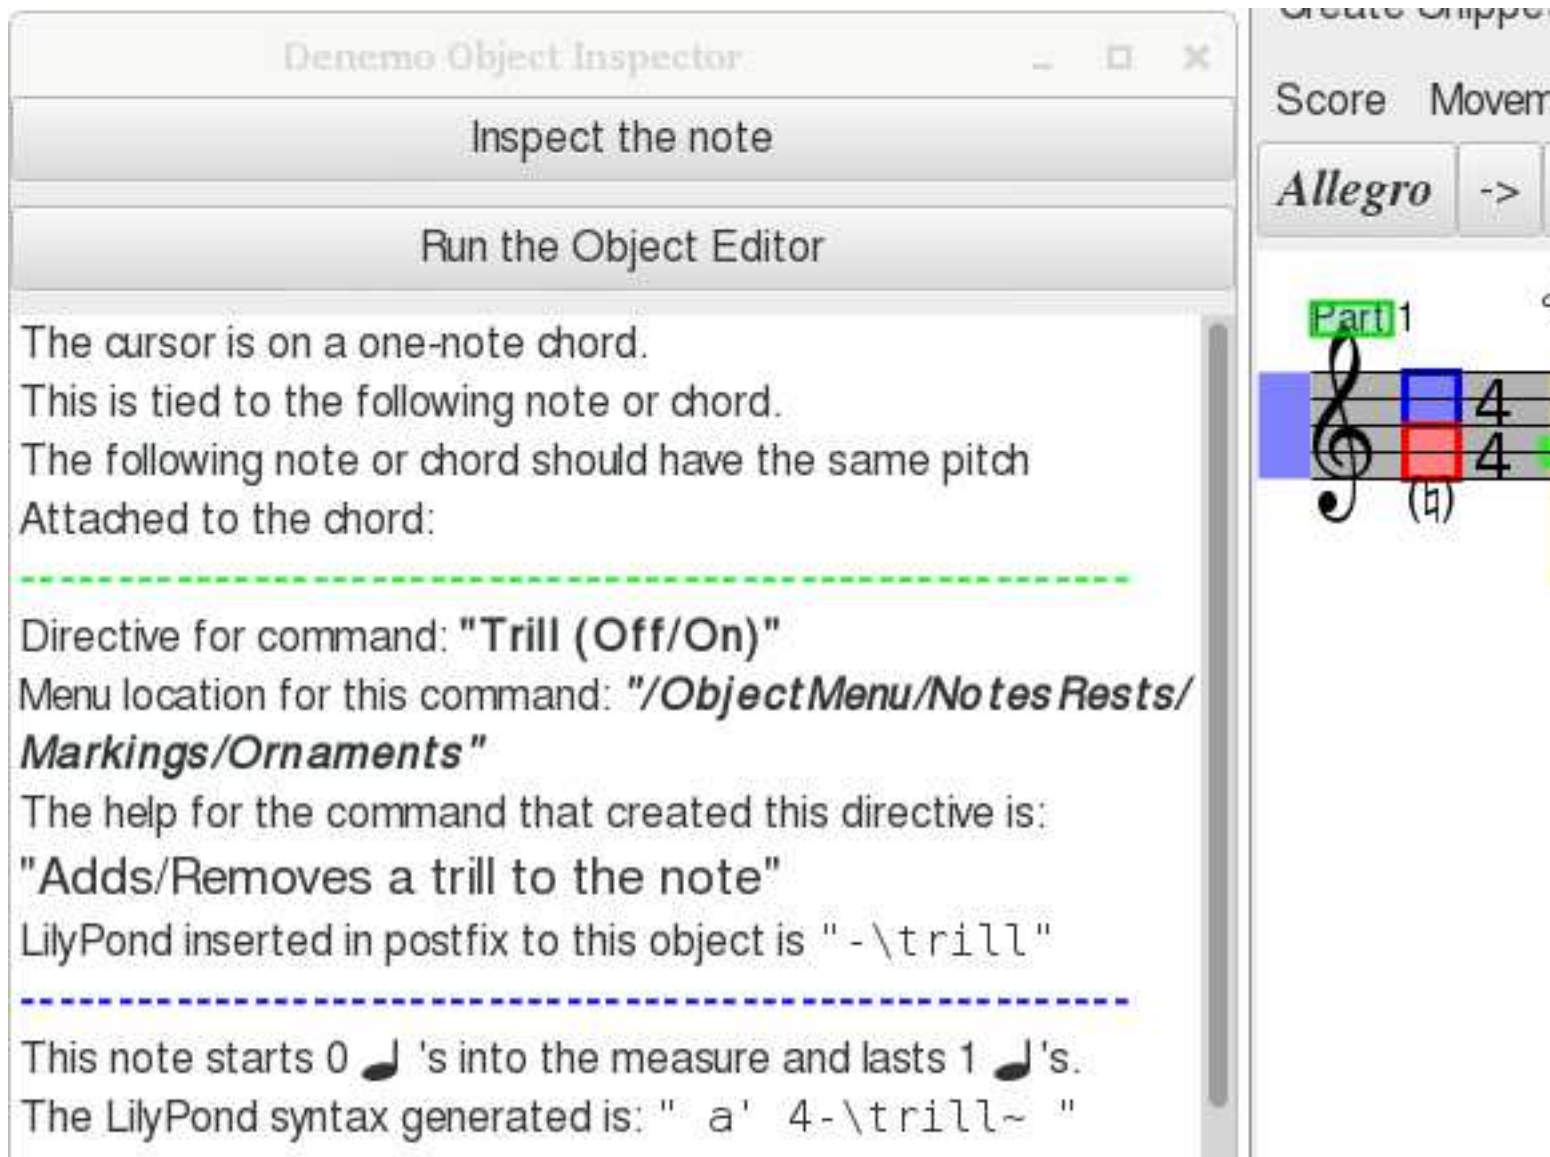 Denemo Object Inspector
Inspect the note
Run the Object Editor
The cursor is on a one-note chord.
This is tied to the following note or chord.
The following note or chord should have the same pitch
Attached to the chord:
Directive for command: "Trill (Off/On)"
Menu location for this command: "/ObjectMenu/NotesRests/
Markings/Ornaments"
The help for the command that created this directive is:
"Adds/Removes a trill to the note"
LilyPond inserted in postfix to this object is "-\trill"
This note starts 0 ♩ 's into the measure and lasts 1 ♩'s.
The LilyPond syntax generated is: " a' 4-\trill~ "
Create Snippe
Score Movem
Allegro ->
Part 1
4
4
(♮)